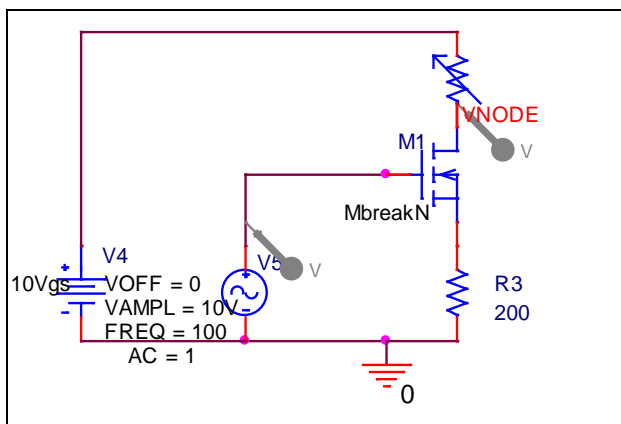 VNODE
M1
V
MbreakN
V4
V5
V
10Vgs
+
-
VOFF = 0
VAMPL = 10V
FREQ = 100
AC = 1
+
-
R3
200
0